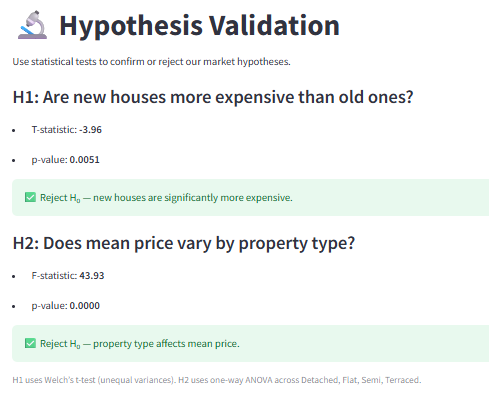 Hypothesis Validation
Use statistical tests to confirm or reject our market hypotheses.
H1: Are new houses more expensive than old ones?
• T-statistic: -3.96
• p-value: 0.0051
✅ Reject H₀ — new houses are significantly more expensive.
H2: Does mean price vary by property type?
• F-statistic: 43.93
• p-value: 0.0000
✅ Reject H₀ — property type affects mean price.
H1 uses Welch's t-test (unequal variances). H2 uses one-way ANOVA across Detached, Flat, Semi, Terraced.